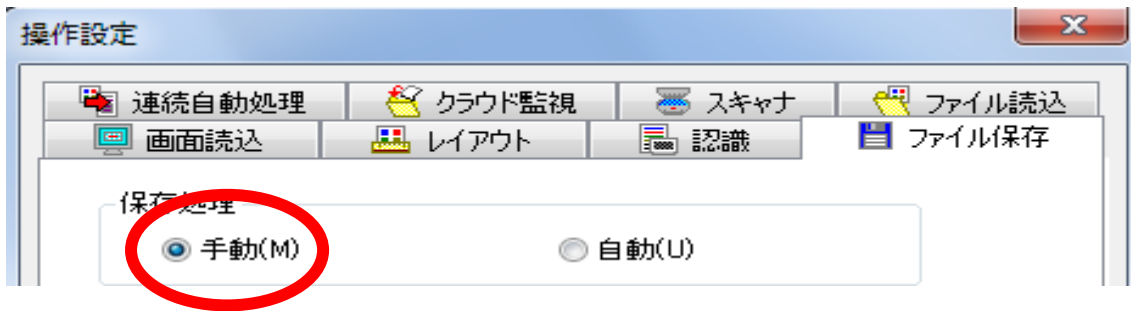 操作設定
連続自動処理 クラウド監視 スキャナ ファイル読込
画面読込 レイアウト 認識 ファイル保存
保存処理
手動(M) 自動(U)